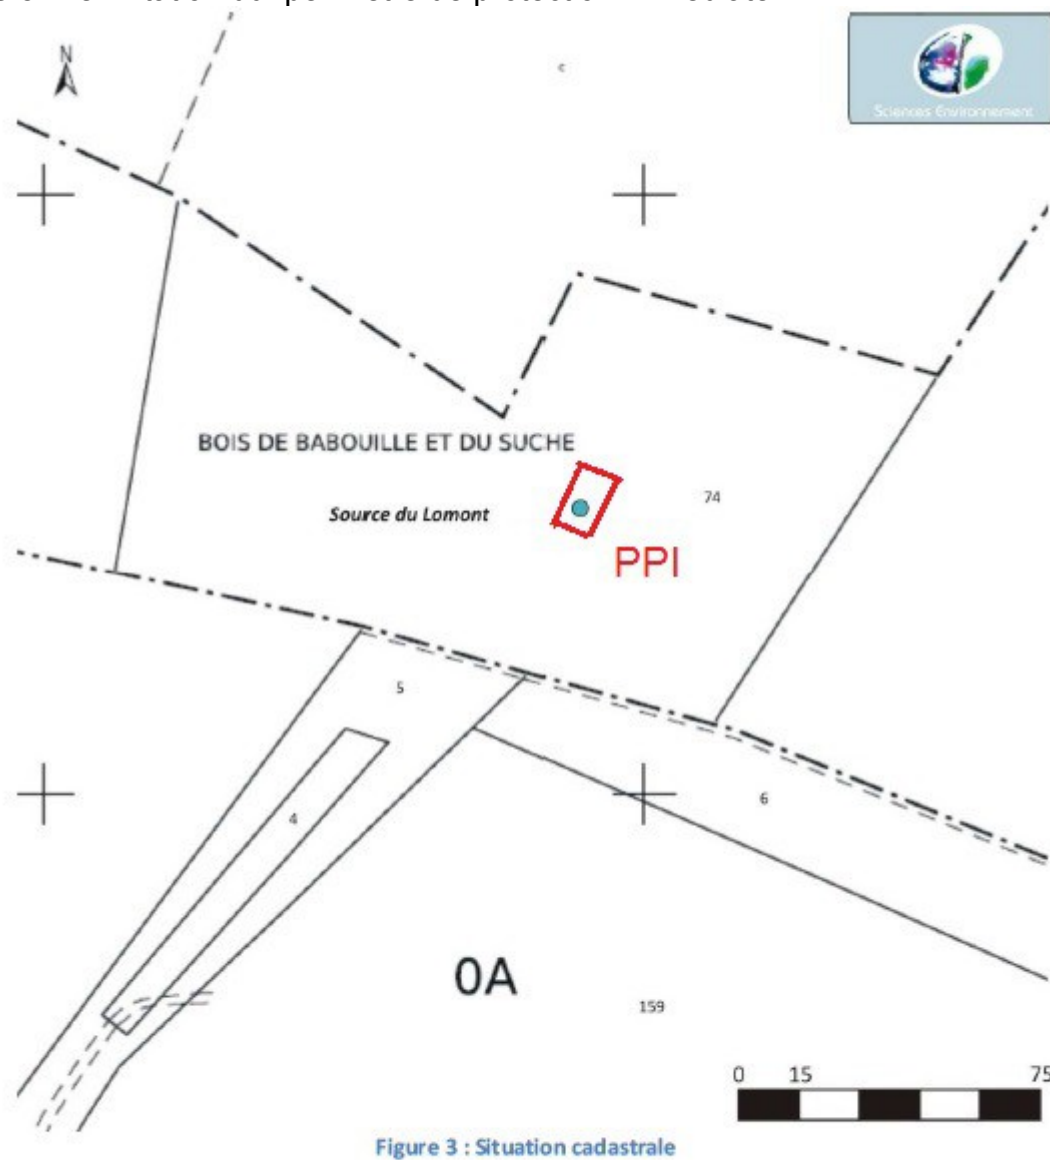 N
c
Sciences Environnement
BOIS DE BABOUILLE ET DU SUCHE
Source du Lomont
74
PPI
5
4
6
0A
159
0 15 75
Figure 3 : Situation cadastrale